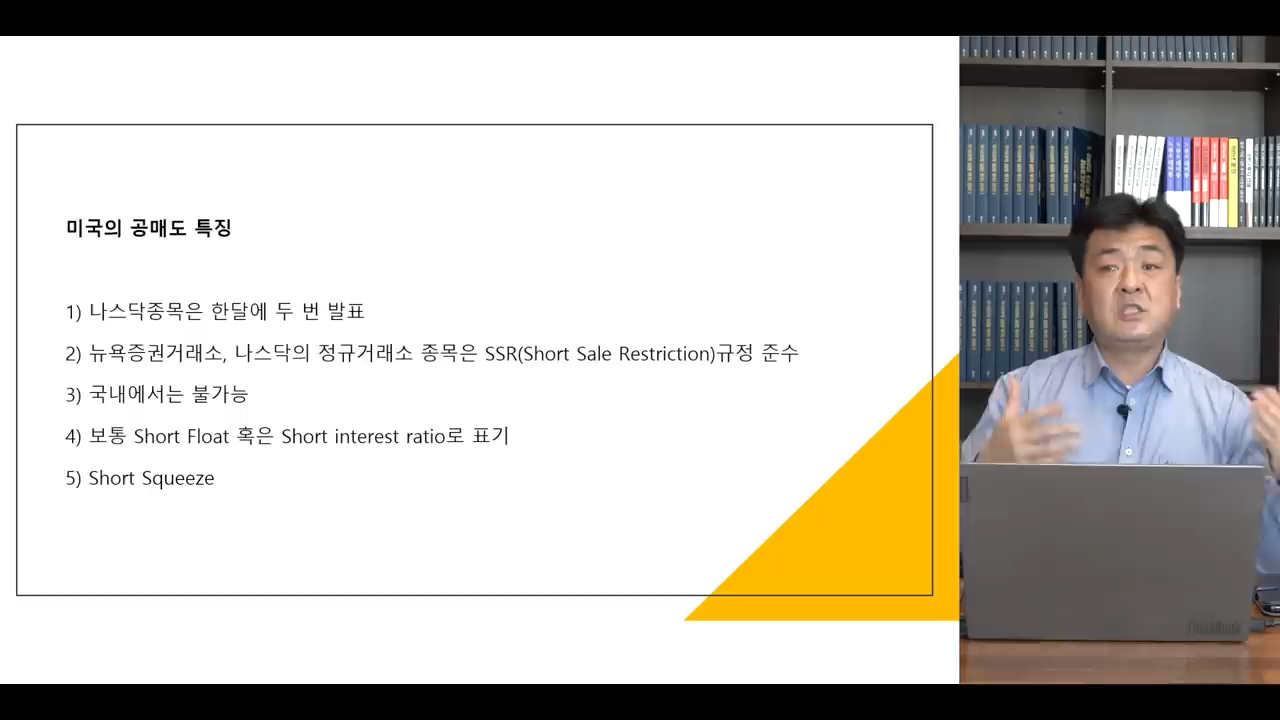 미국의 공매도 특징
1) 나스닥종목은 한달에 두 번 발표
2) 뉴욕증권거래소, 나스닥의 정규거래소 종목은 SSR(Short Sale Restriction)규정 준수
3) 국내에서는 불가능
4) 보통 Short Float 혹은 Short interest ratio로 표기
5) Short Squeeze
ThinkBook